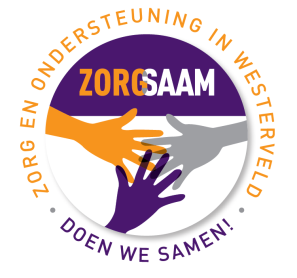 ZORG EN ONDERSTEUNING IN WESTERVELD
ZORGSAAM
• DOEN WE SAMEN! •